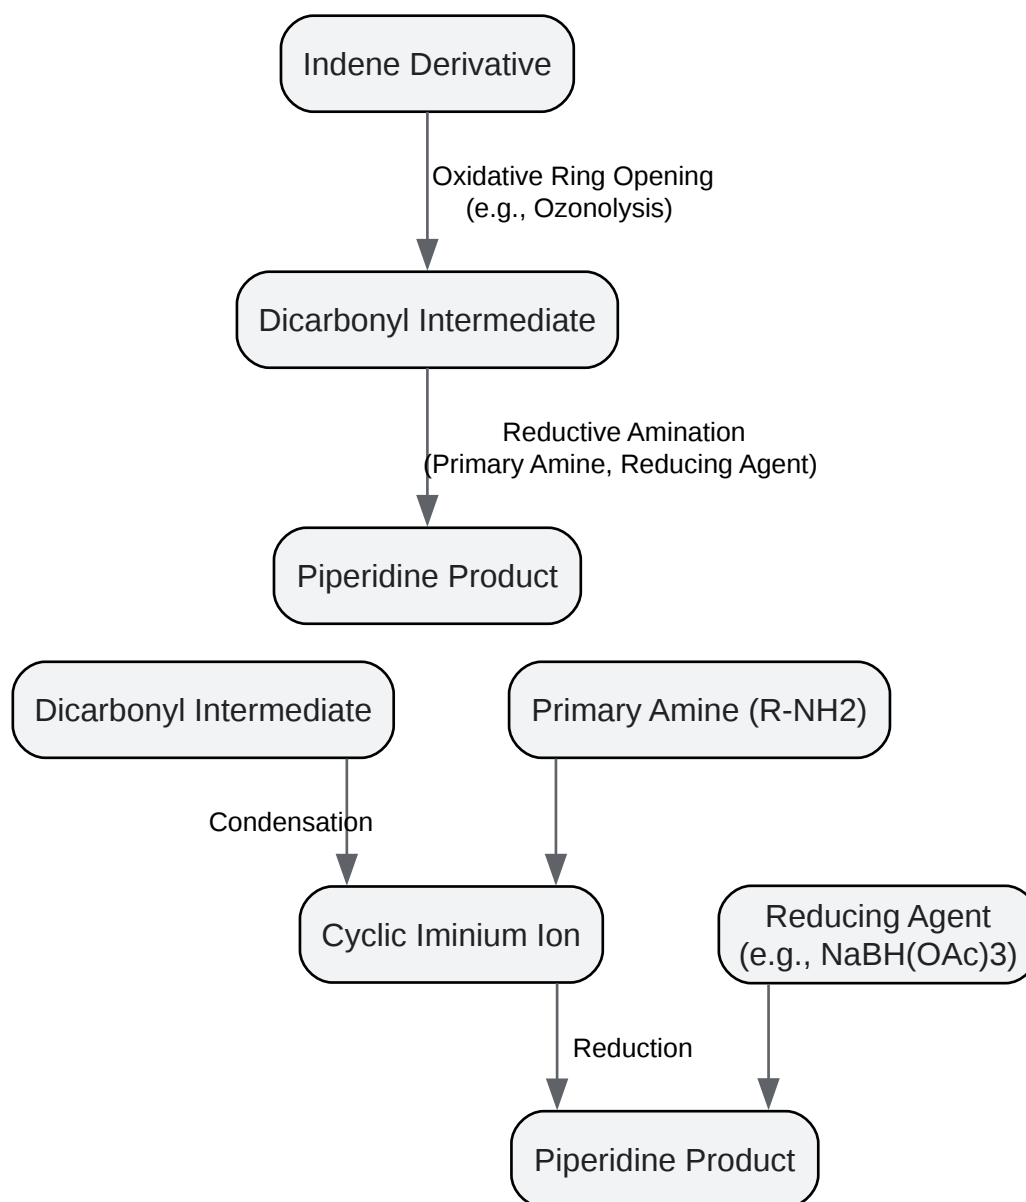 Indene Derivative
Oxidative Ring Opening
(e.g., Ozonolysis)
Dicarbonyl Intermediate
Reductive Amination
(Primary Amine, Reducing Agent)
Piperidine Product
Dicarbonyl Intermediate
Primary Amine (R-NH2)
Condensation
Cyclic Iminium Ion
Reducing Agent
(e.g., NaBH(OAc)3)
Reduction
Piperidine Product